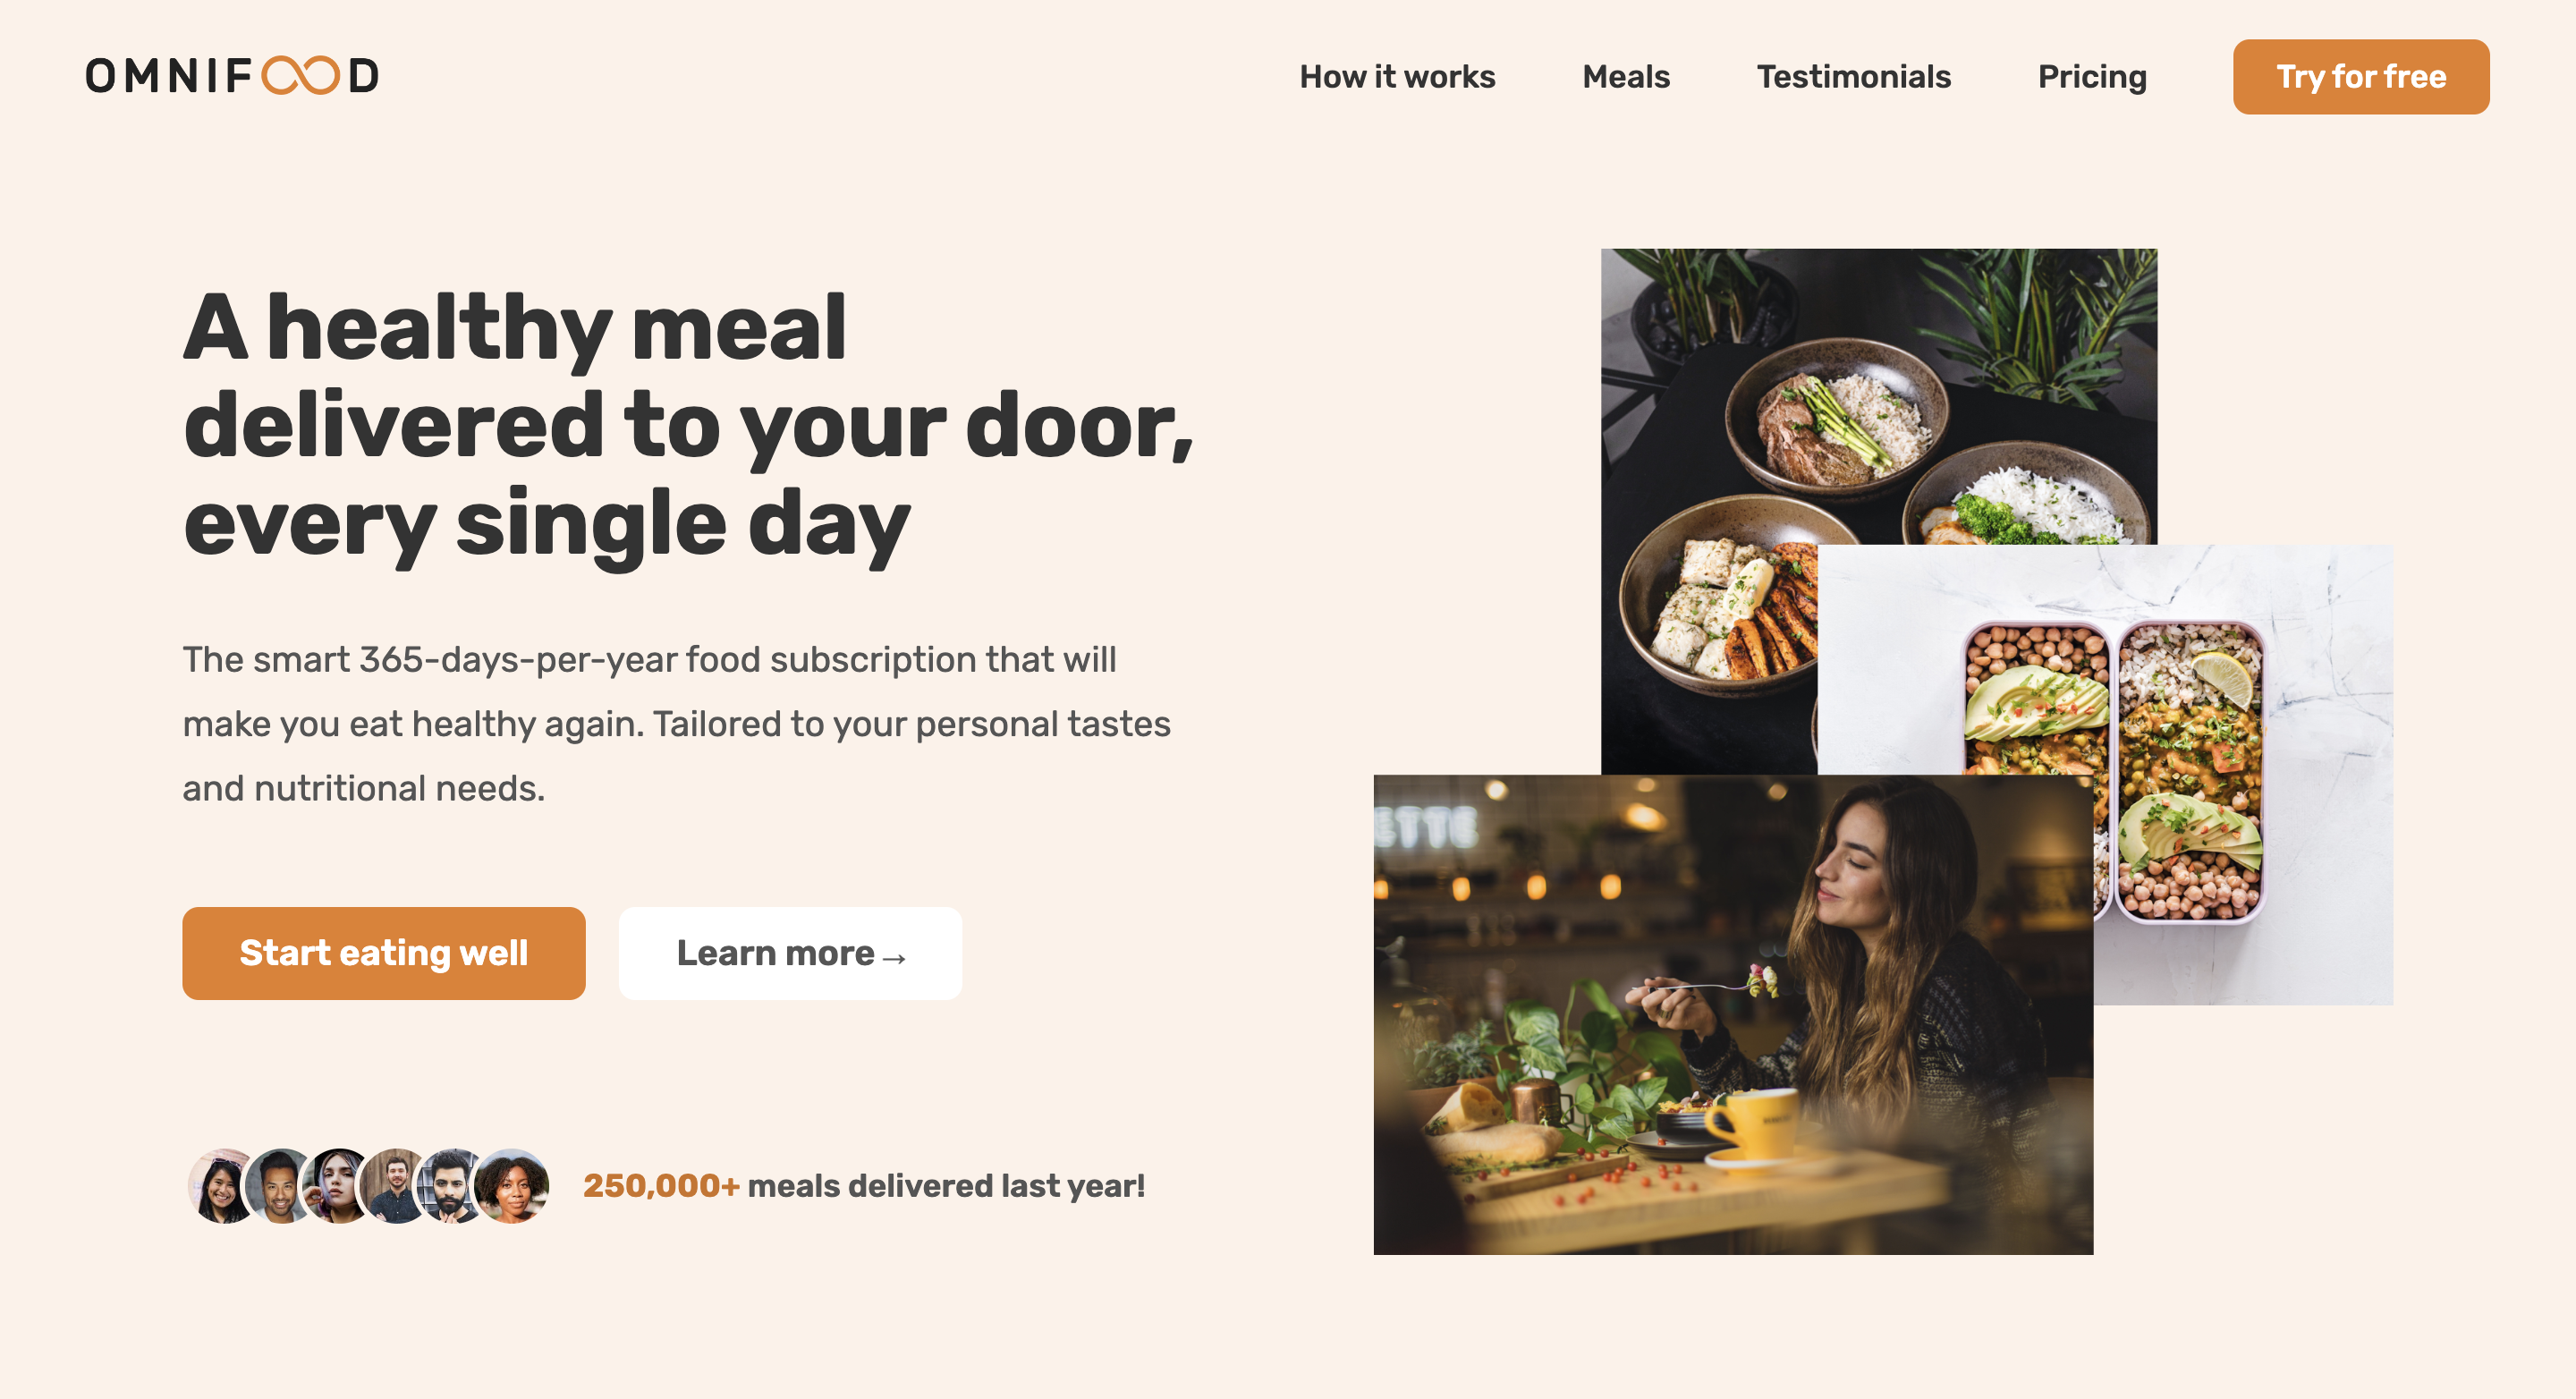 OMNIFOOD
How it works
Meals
Testimonials
Pricing
Try for free
A healthy meal
delivered to your door,
every single day
The smart 365-days-per-year food subscription that will
make you eat healthy again. Tailored to your personal tastes
and nutritional needs.
Start eating well
Learn more →
250,000+ meals delivered last year!
ETTE